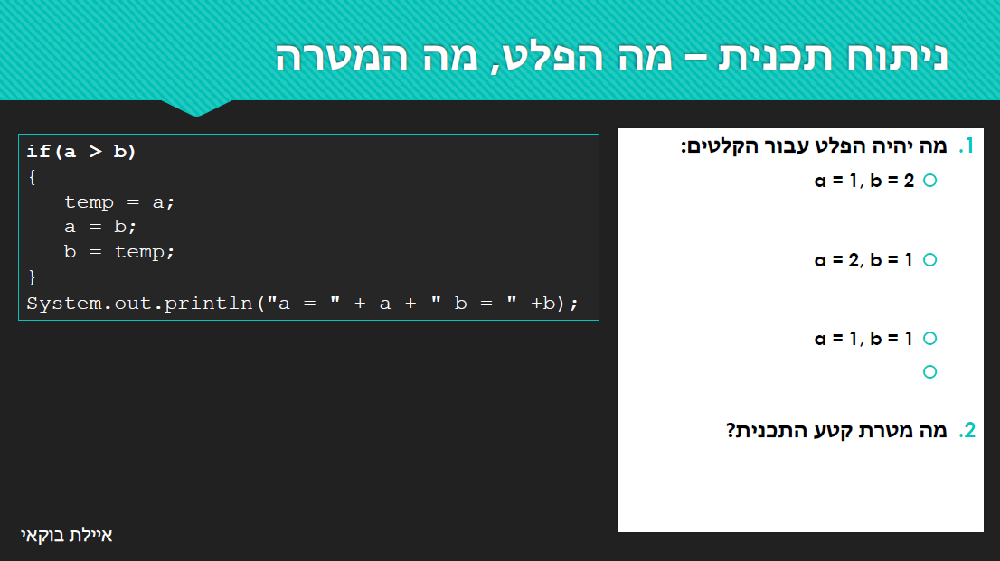 ניתוח תכנית – מה הפלט, מה המטרה
if(a > b)
{
temp = a;
a = b;
b = temp;
}
System.out.println("a = " + a + " b = " +b);
1. מה יהיה הפלט עבור הקלטים:
a = 1, b = 2
a = 2, b = 1
a = 1, b = 1
2. מה מטרת קטע התכנית?
איילת בוקאי